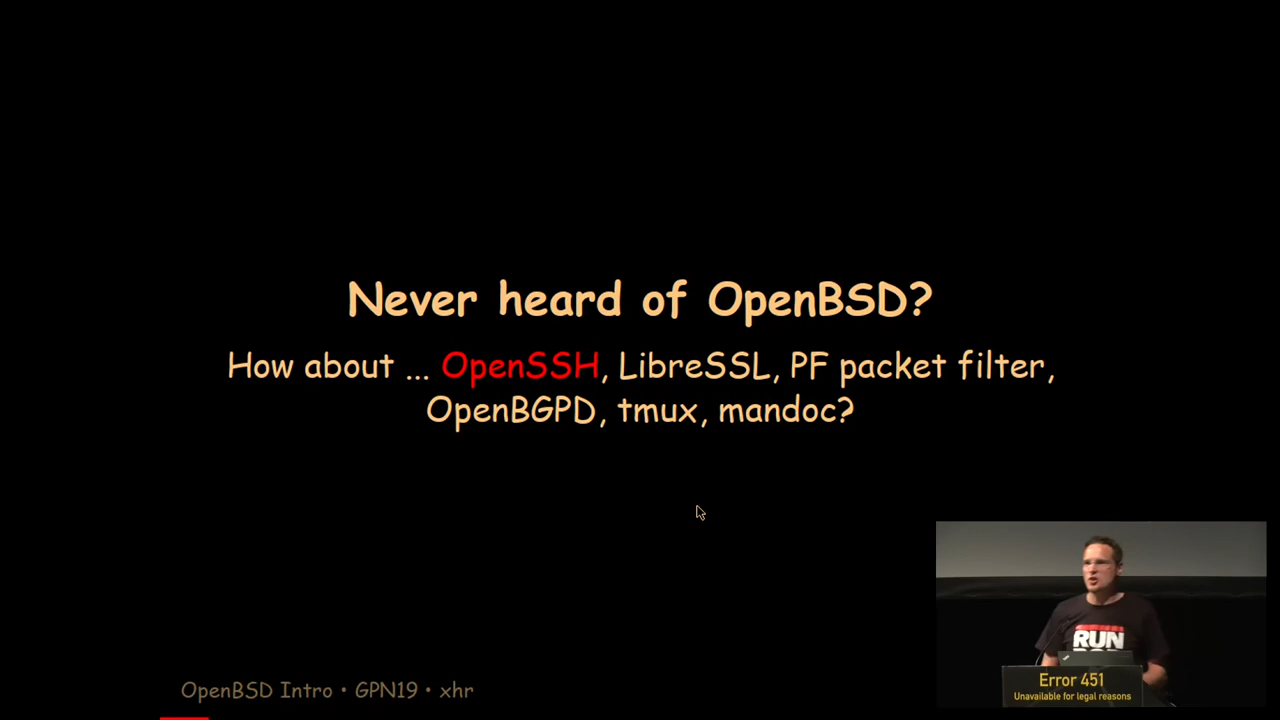 Never heard of OpenBSD?
How about ... OpenSSH, LibreSSL, PF packet filter,
OpenBGPD, tmux, mandoc?
OpenBSD Intro • GPN19 • xhr
RUN
Error 451
Unavailable for legal reasons